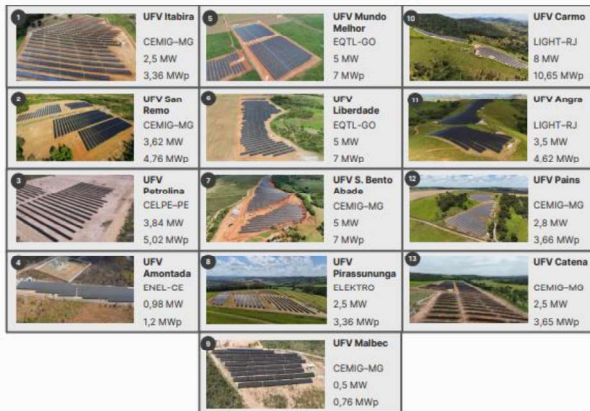 1
UFV Itabira
CEMIG-MG
2,5 MW
3,36 MWp
2
UFV San
Remo
CEMIG-MG
3,62 MW
4,76 MWp
3
UFV
Petrolina
CELPE-PE
3,84 MW
5,02 MWp
4
UFV
Amontada
ENEL-CE
0,98 MW
1,2 MWp
5
UFV Mundo
Melhor
EQTL-GO
5 MW
7 MWp
6
UFV
Liberdade
EQTL-GO
5 MW
7 MWp
7
UFV S. Bento
Abade
CEMIG-MG
5 MW
7 MWp
8
UFV
Pirassununga
ELEKTRO
2,5 MW
3,36 MWp
9
UFV Malbec
CEMIG-MG
0,5 MW
0,76 MWp
10
UFV Carmo
LIGHT-RJ
8 MW
10,65 MWp
11
UFV Angra
LIGHT-RJ
3,5 MW
4,62 MWp
12
UFV Pains
CEMIG-MG
2,8 MW
3,66 MWp
13
UFV Catena
CEMIG-MG
2,5 MW
3,65 MWp